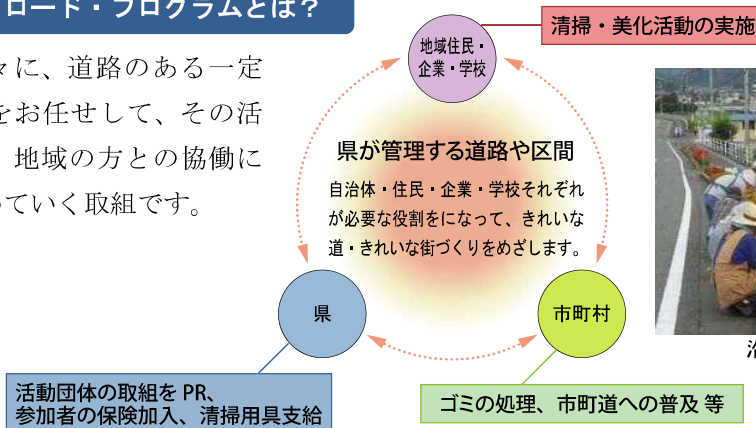 ロード・プログラムとは？
々に、道路のある一定
をお任せして、その活
地域の方との協働に
っていく取組です。
清掃・美化活動の実施
地域住民・
企業・学校
県が管理する道路や区間
自治体・住民・企業・学校それぞれ
が必要な役割をになって、きれいな
道・きれいな街づくりをめざします。
県
市町村
活動団体の取組を PR、
参加者の保険加入、清掃用具支給
ゴミの処理、市町道への普及 等